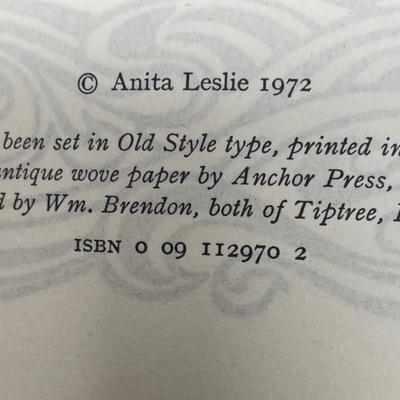 © Anita Leslie 1972
been set in Old Style type, printed in
antique wove paper by Anchor Press,
by Wm. Brendon, both of Tiptree,
ISBN 0 09 112970 2